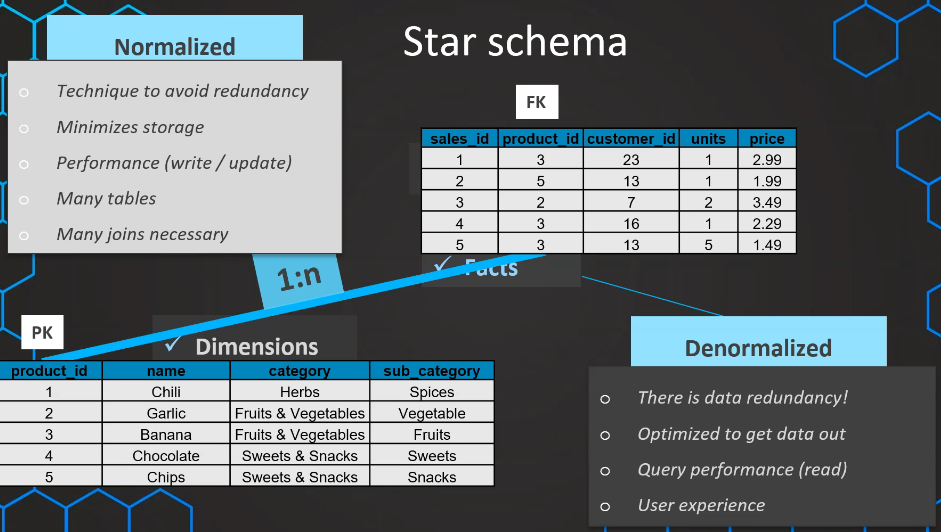 Star schema
Normalized
Technique to avoid redundancy
Minimizes storage
Performance (write / update)
Many tables
Many joins necessary
FK
sales_id product_id customer_id units price
1 3 23 1 2.99
2 5 13 1 1.99
3 2 7 2 3.49
4 3 16 1 2.29
5 3 13 5 1.49
✓ Facts
1:n
PK
✓ Dimensions
product_id name category sub_category
1 Chili Herbs Spices
2 Garlic Fruits & Vegetables Vegetable
3 Banana Fruits & Vegetables Fruits
4 Chocolate Sweets & Snacks Sweets
5 Chips Sweets & Snacks Snacks
Denormalized
There is data redundancy!
Optimized to get data out
Query performance (read)
User experience